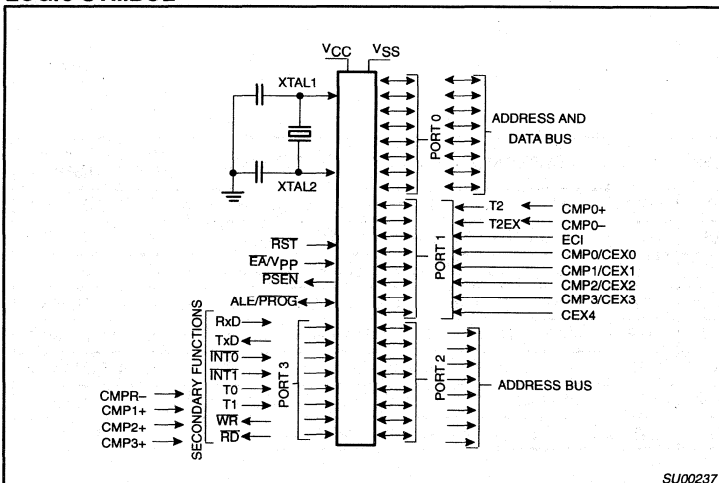 VCC VSS
XTAL1
XTAL2
RST
EA/VPP
PSEN
ALE/PROG
SECONDARY FUNCTIONS
RxD
TxD
INT0
INT1
T0
T1
WR
RD
CMPR–
CMP1+
CMP2+
CMP3+
PORT 3
PORT 0
ADDRESS AND
DATA BUS
PORT 1
T2 CMP0+
T2EX CMP0–
ECI
CMP0/CEX0
CMP1/CEX1
CMP2/CEX2
CMP3/CEX3
CEX4
PORT 2
ADDRESS BUS
SU00237